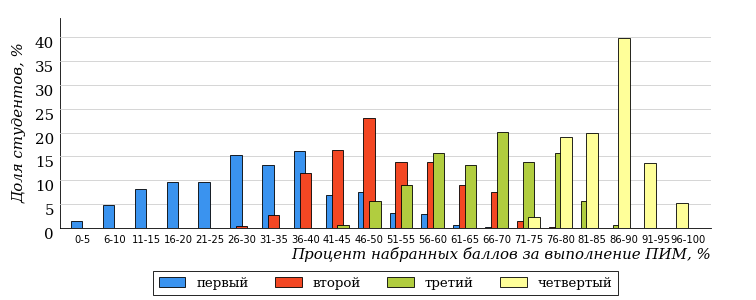 Доля студентов, %
40
35
30
25
20
15
10
5
0
0-5 6-10 11-15 16-20 21-25 26-30 31-35 36-40 41-45 46-50 51-55 56-60 61-65 66-70 71-75 76-80 81-85 86-90 91-95 96-100
Процент набранных баллов за выполнение ПИМ, %
первый второй третий четвертый